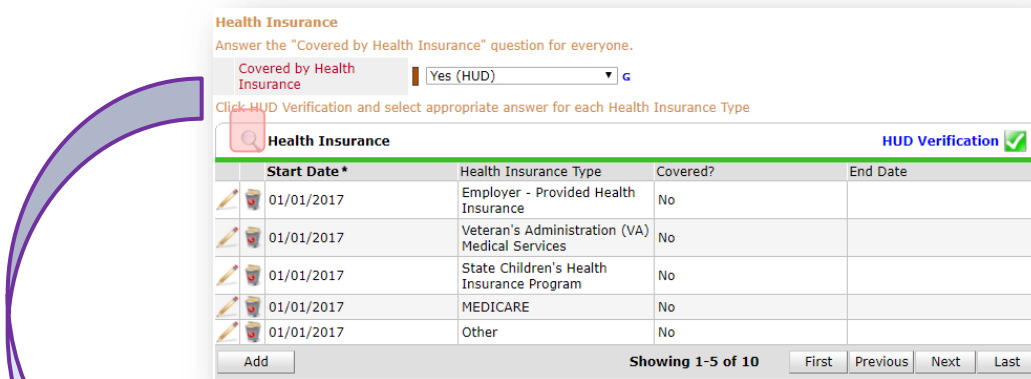 Health Insurance
Answer the "Covered by Health Insurance" question for everyone.
Covered by Health
Insurance
Yes (HUD)
G
Click HUD Verification and select appropriate answer for each Health Insurance Type
Health Insurance
HUD Verification
Start Date* Health Insurance Type Covered? End Date
01/01/2017 Employer - Provided Health
Insurance No
01/01/2017 Veteran's Administration (VA)
Medical Services No
01/01/2017 State Children's Health
Insurance Program No
01/01/2017 MEDICARE No
01/01/2017 Other No
Add Showing 1-5 of 10 First Previous Next Last